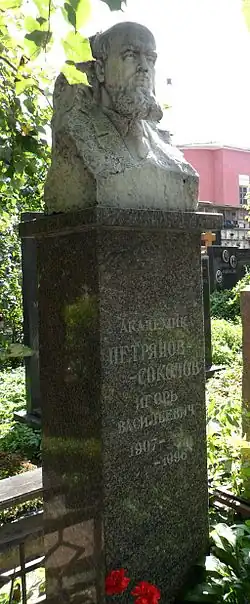 АКАДЕМИК
ПЕТРЯНОВ-
-СОКОЛОВ
ИГОРЬ
ВАСИЛЬЕВИЧ
1907-
-1996